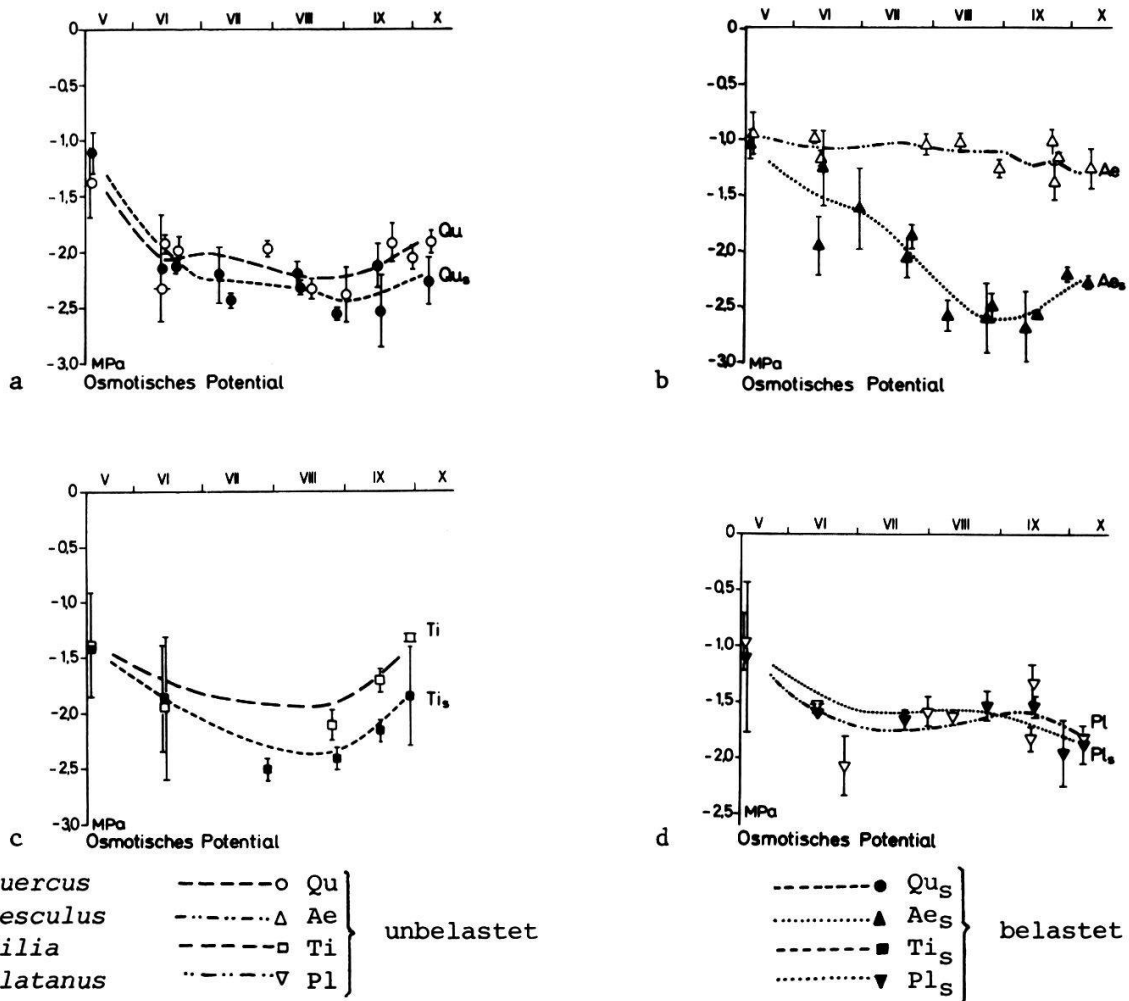 V VI VII VIII IX X
0
-0,5
-1,0
-1,5
-2,0
-2,5
-3,0
MPa
Qu
Qus
a Osmotisches Potential
V VI VII VIII IX X
0
-0,5
-1,0
-1,5
-2,0
-2,5
-3,0
MPa
Ae
Aes
b Osmotisches Potential
V VI VII VIII IX X
0
-0,5
-1,0
-1,5
-2,0
-2,5
-3,0
MPa
Ti
Tis
c Osmotisches Potential
V VI VII VIII IX X
0
-0,5
-1,0
-1,5
-2,0
-2,5
MPa
Pl
Pls
d Osmotisches Potential
uercus Qu
esculus Ae
ilia Ti
latanus Pl
unbelastet
QuS
AeS
TiS
PlS
belastet